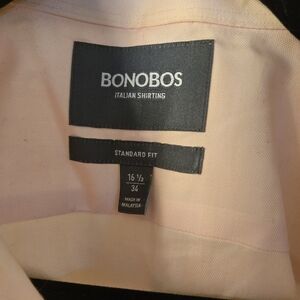 BONOBOS
ITALIAN SHIRTING
STANDARD FIT
16 ½
34
MADE IN
MALAYSIA